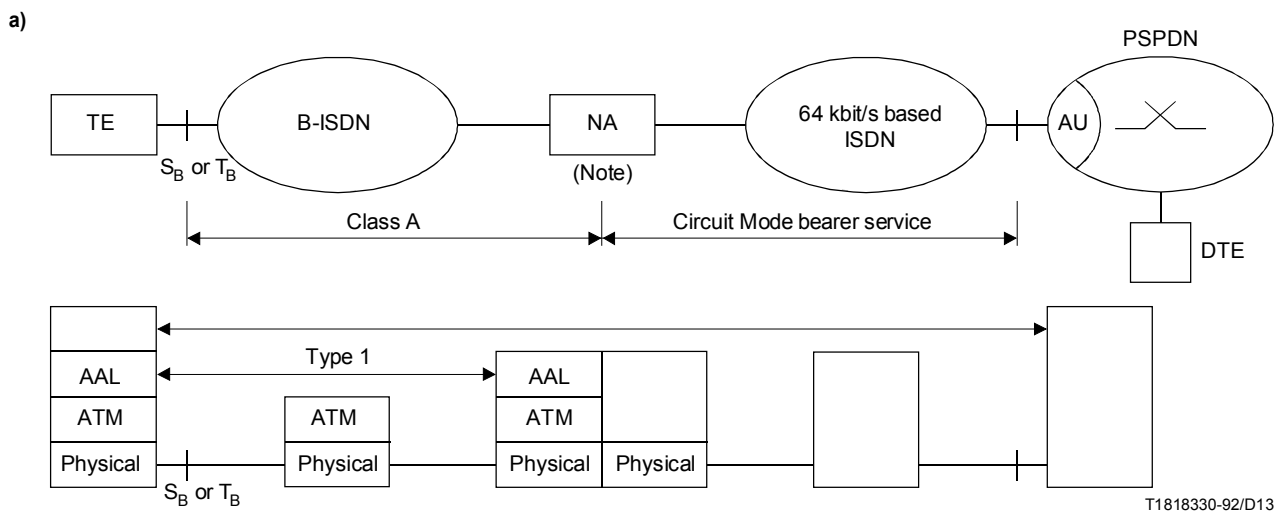 a)
PSPDN
TE
B-ISDN
NA
64 kbit/s based
ISDN
AU
S_B or T_B
(Note)
Class A
Circuit Mode bearer service
DTE
Type 1
AAL
AAL
ATM
ATM
ATM
Physical
Physical
Physical
Physical
S_B or T_B
T1818330-92/D13